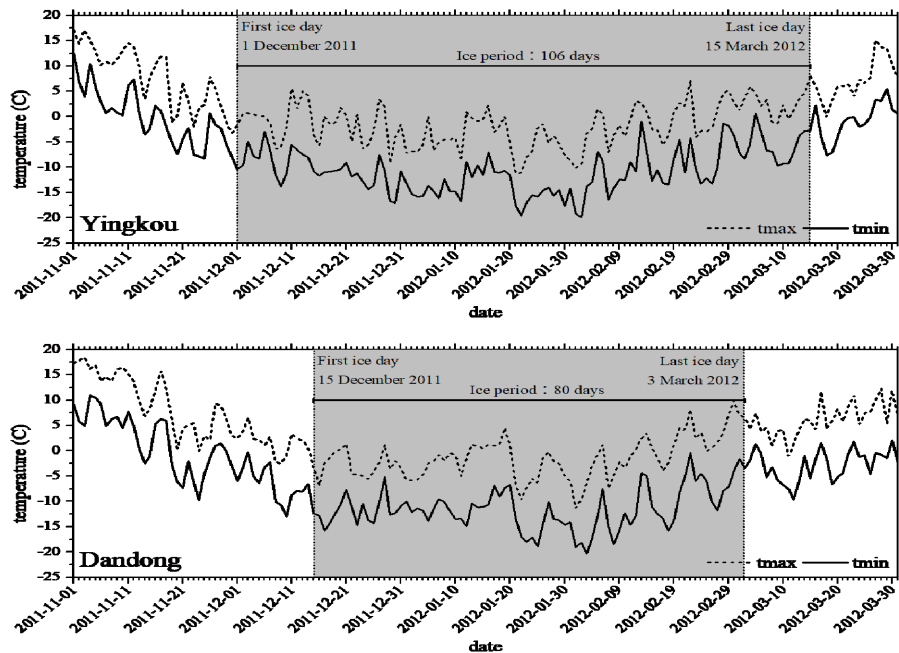 20
15
10
5
0
-5
-10
-15
-20
-25
temperature (C)
First ice day
1 December 2011
Last ice day
15 March 2012
Ice period：106 days
Yingkou
tmax
tmin
2011-11-01
2011-11-11
2011-11-21
2011-12-01
2011-12-11
2011-12-21
2011-12-31
2012-01-10
2012-01-20
2012-01-30
2012-02-09
2012-02-19
2012-02-29
2012-03-10
2012-03-20
2012-03-30
date
20
15
10
5
0
-5
-10
-15
-20
-25
temperature (C)
First ice day
15 December 2011
Last ice day
3 March 2012
Ice period：80 days
Dandong
tmax
tmin
2011-11-01
2011-11-11
2011-11-21
2011-12-01
2011-12-11
2011-12-21
2011-12-31
2012-01-10
2012-01-20
2012-01-30
2012-02-09
2012-02-19
2012-02-29
2012-03-10
2012-03-20
2012-03-30
date